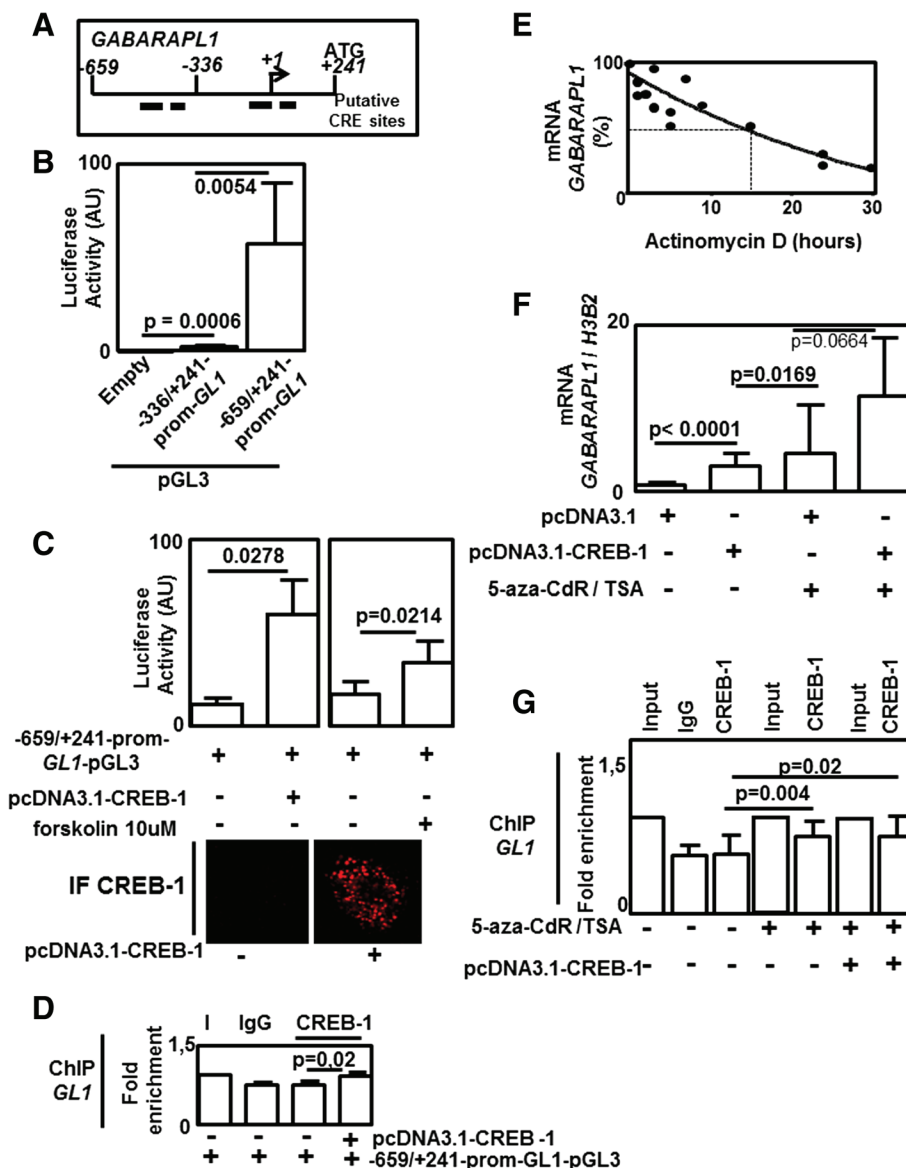 A
GABARAPL1
-659
-336
+1
ATG
+241
Putative
CRE sites
B
Luciferase
Activity (AU)
100
0
0.0054
p = 0.0006
Empty
-336/+241-
prom-GL1
-659/+241-
prom-GL1
pGL3
C
Luciferase
Activity (AU)
100
0
0.0278
p=0.0214
-659/+241-prom-
GL1-pGL3
+ + + +
pcDNA3.1-CREB-1
- + - -
forskolin 10uM
- - - +
IF CREB-1
pcDNA3.1-CREB-1
- +
D
I IgG CREB-1
ChIP
GL1
Fold
enrichment
1,5
0
p=0,02
- - - + pcDNA3.1-CREB -1
+ + + + -659/+241-prom-GL1-pGL3
E
mRNA
GABARAPL1
(%)
100
0
10 20 30
Actinomycin D (hours)
F
mRNA
GABARAPL1/ H3B2
20
0
p=0.0664
p=0.0169
p< 0.0001
pcDNA3.1 + - + -
pcDNA3.1-CREB-1 - + - +
5-aza-CdR / TSA - - + +
G
Input IgG CREB-1 Input CREB-1 Input CREB-1
ChIP
GL1
Fold enrichment
1,5
0
p=0.02
p=0.004
5-aza-CdR /TSA - - - + + + +
pcDNA3.1-CREB-1 - - - - - + +